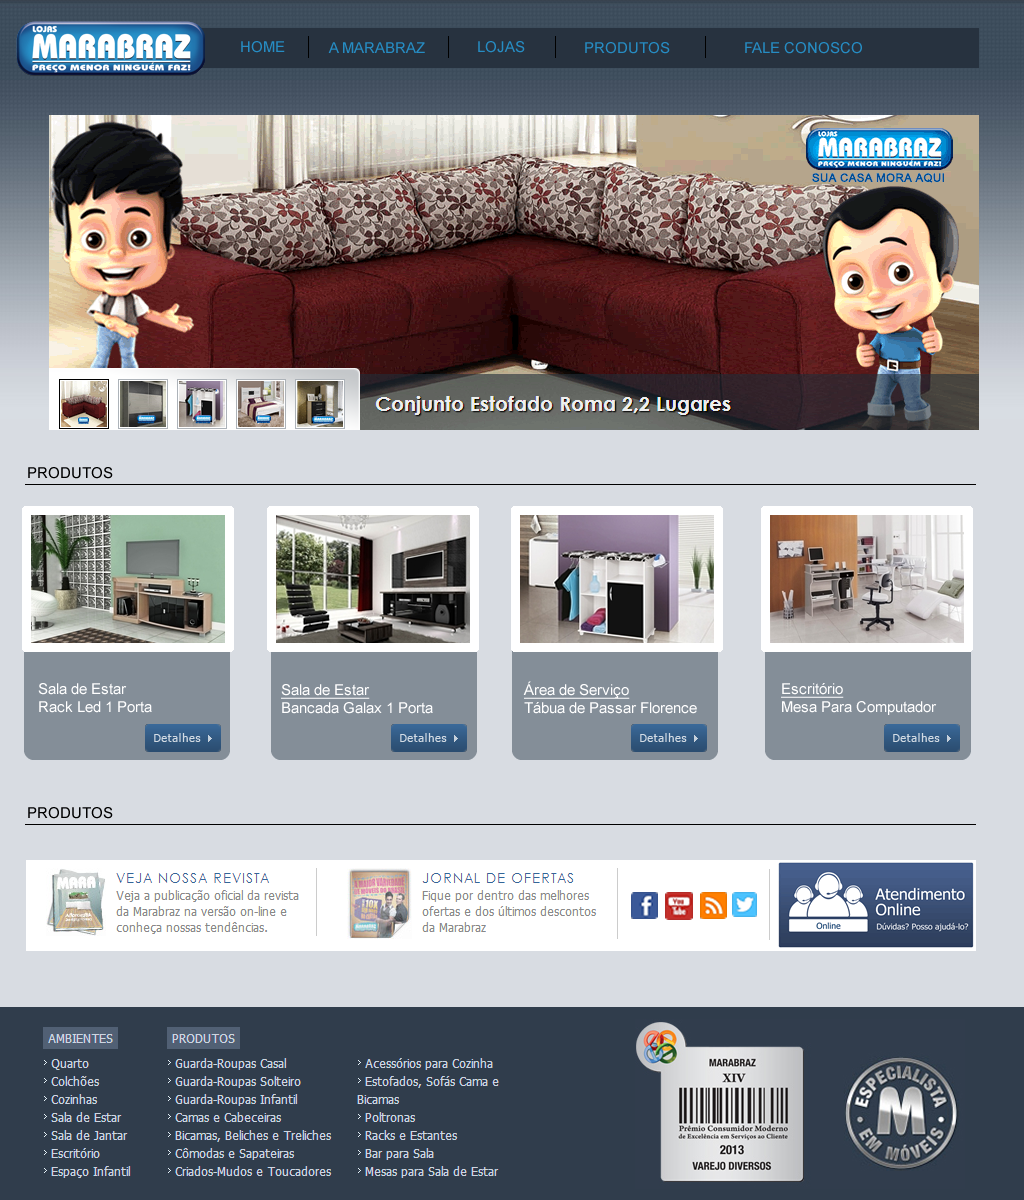 LOJAS
MARABRAZ
PREÇO MENOR NINGUÉM FAZ!
HOME
A MARABRAZ
LOJAS
PRODUTOS
FALE CONOSCO
LOJAS
MARABRAZ
PREÇO MENOR NINGUÉM FAZ!
SUA CASA MORA AQUI
Conjunto Estofado Roma 2,2 Lugares
PRODUTOS
Sala de Estar
Rack Led 1 Porta
Detalhes
Sala de Estar
Bancada Galax 1 Porta
Detalhes
Área de Serviço
Tábua de Passar Florence
Detalhes
Escritório
Mesa Para Computador
Detalhes
PRODUTOS
VEJA NOSSA REVISTA
Veja a publicação oficial da revista
da Marabraz na versão on-line e
conheça nossas tendências.
JORNAL DE OFERTAS
Fique por dentro das melhores
ofertas e dos últimos descontos
da Marabraz
You
Tube
Online
Atendimento
Online
Dúvidas? Posso ajudá-lo?
AMBIENTES
Quarto
Colchões
Cozinhas
Sala de Estar
Sala de Jantar
Escritório
Espaço Infantil
PRODUTOS
Guarda-Roupas Casal
Guarda-Roupas Solteiro
Guarda-Roupas Infantil
Camas e Cabeceiras
Bicamas, Beliches e Treliches
Cômodas e Sapateiras
Criados-Mudos e Toucadores
Acessórios para Cozinha
Estofados, Sofás Cama e
Bicamas
Poltronas
Racks e Estantes
Bar para Sala
Mesas para Sala de Estar
MARABRAZ
XIV
Prêmio Consumidor Moderno
de Excelência em Serviços ao Cliente
2013
VAREJO DIVERSOS
ESPECIALISTA
M
EM MÓVEIS